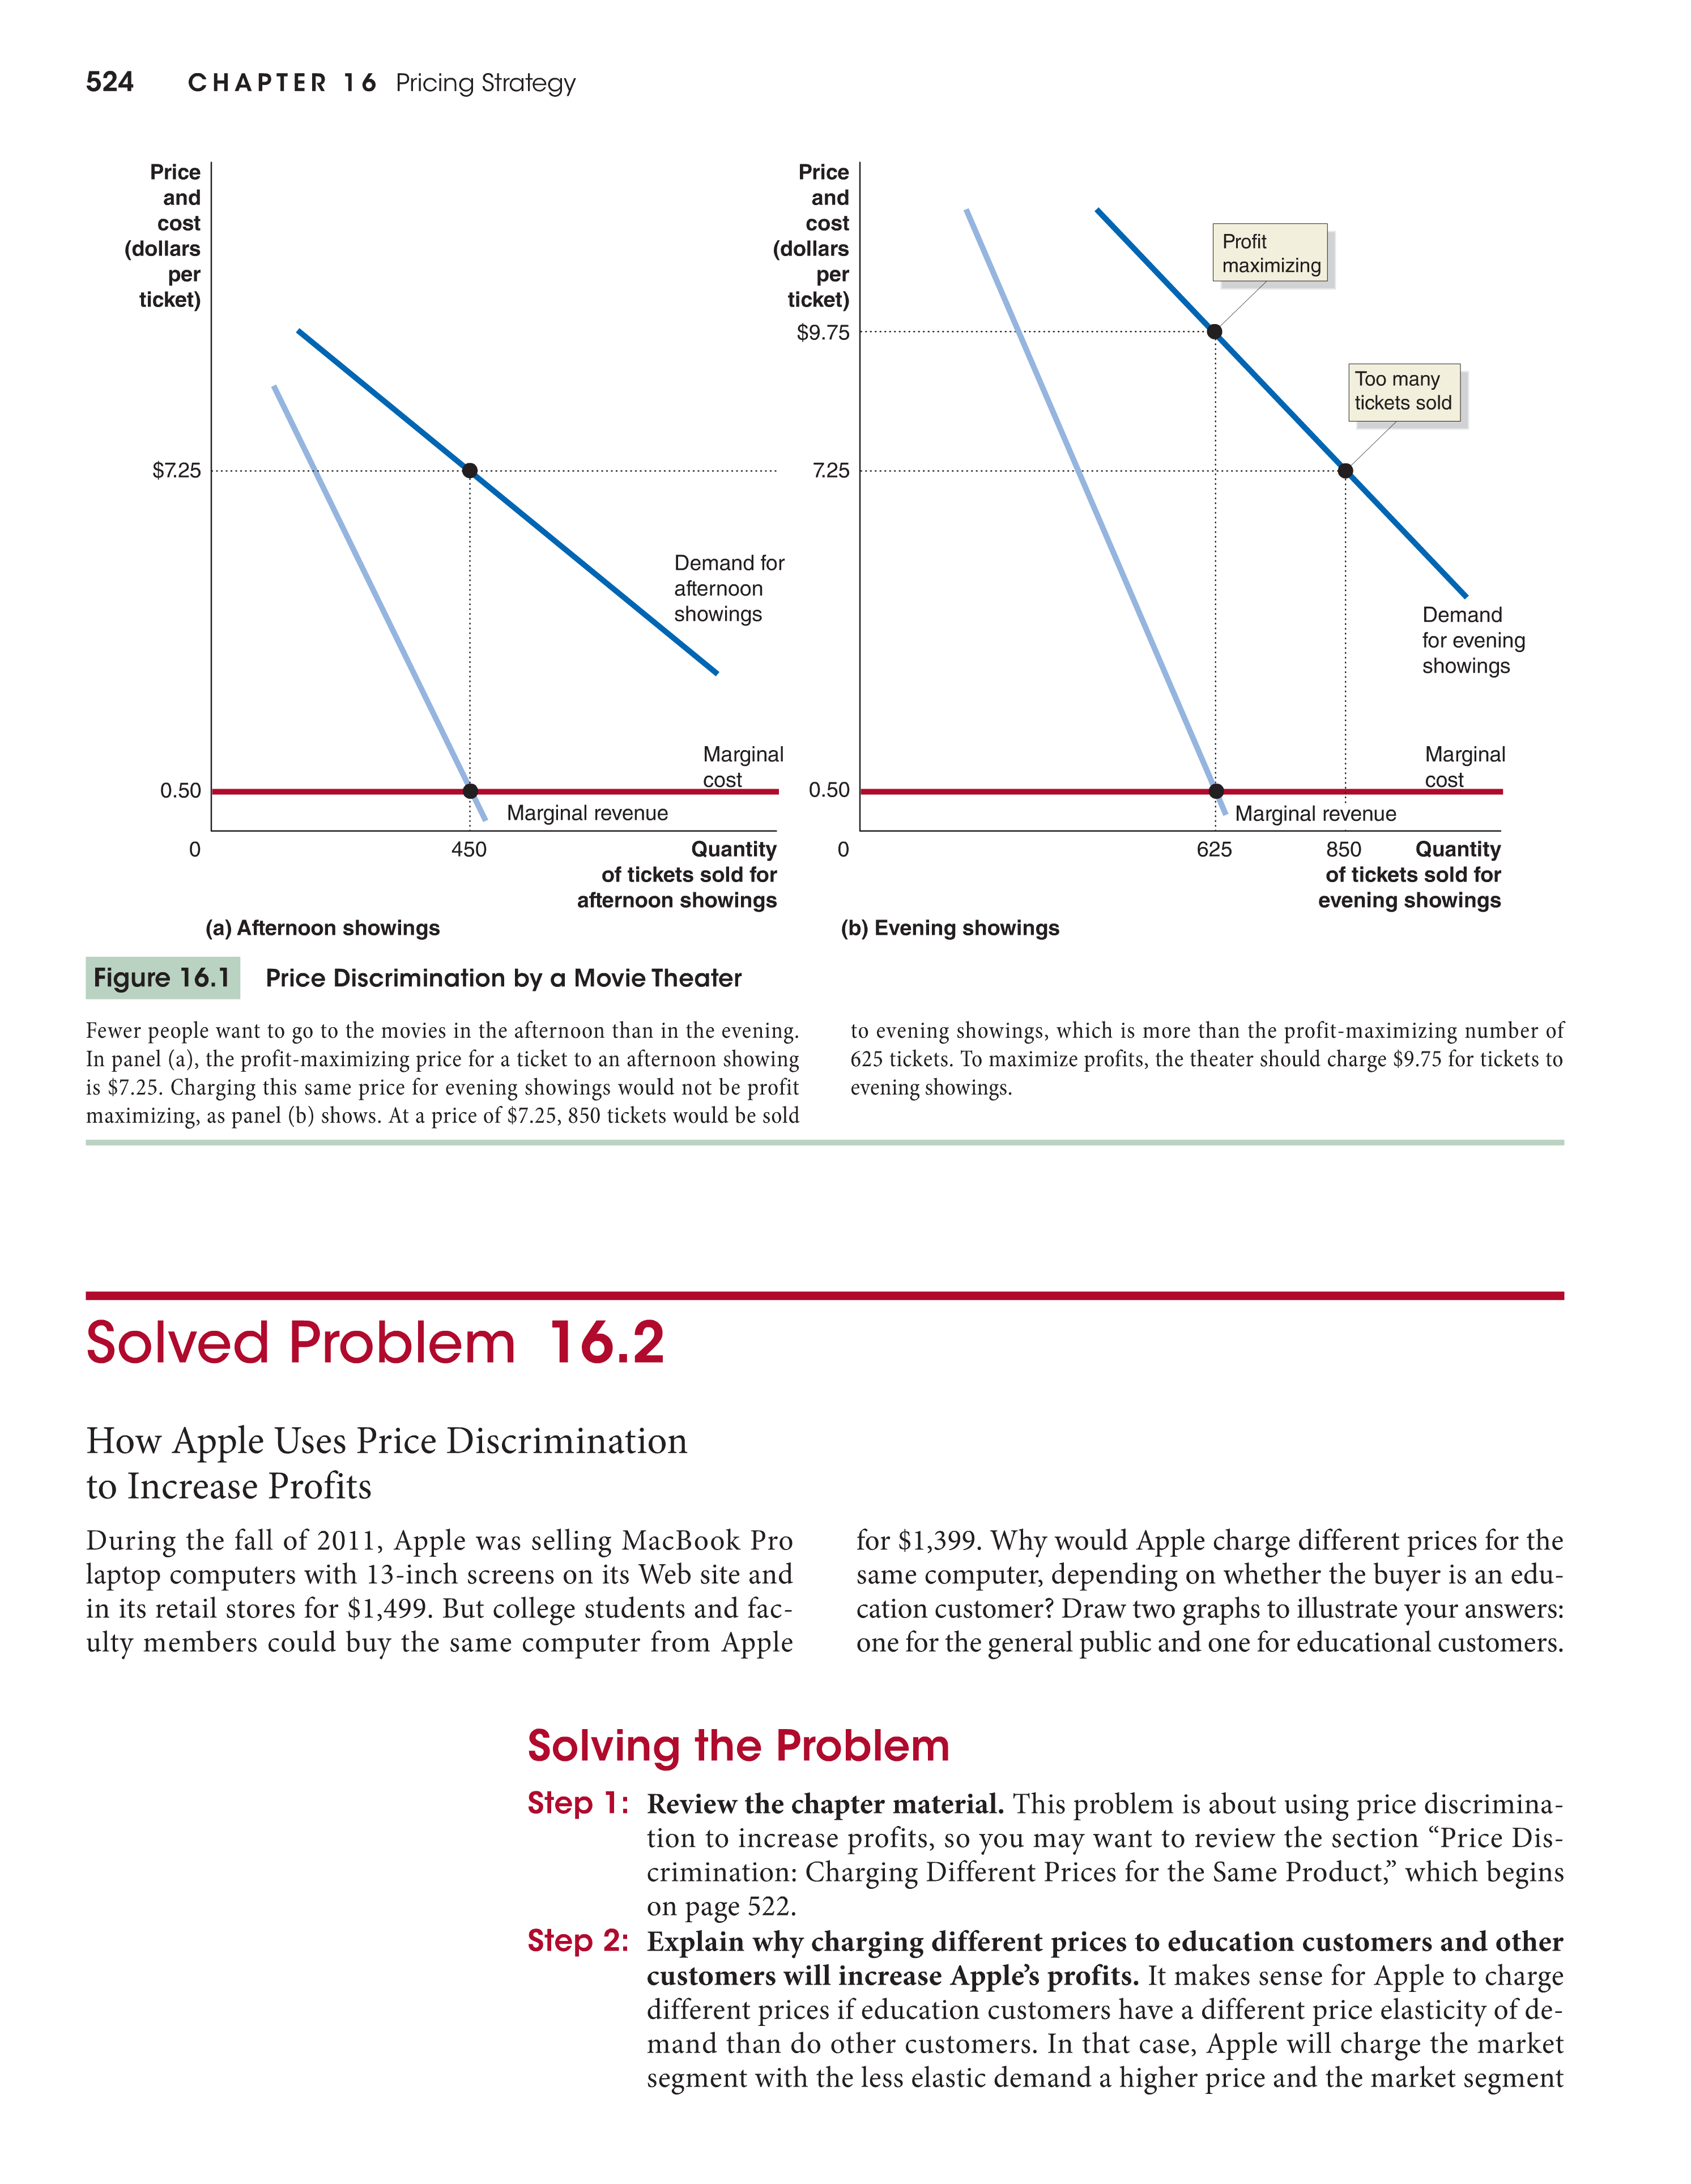 524 CHAPTER 16 Pricing Strategy
Price
and
cost
(dollars
per
ticket)
$7.25
0.50
0
450
Demand for
afternoon
showings
Marginal
cost
Marginal revenue
Quantity
of tickets sold for
afternoon showings
(a) Afternoon showings
Price
and
cost
(dollars
per
ticket)
$9.75
7.25
0.50
0
625
850
Profit
maximizing
Too many
tickets sold
Demand
for evening
showings
Marginal
cost
Marginal revenue
Quantity
of tickets sold for
evening showings
(b) Evening showings
Figure 16.1 Price Discrimination by a Movie Theater
Fewer people want to go to the movies in the afternoon than in the evening.
In panel (a), the profit-maximizing price for a ticket to an afternoon showing
is $7.25. Charging this same price for evening showings would not be profit
maximizing, as panel (b) shows. At a price of $7.25, 850 tickets would be sold
to evening showings, which is more than the profit-maximizing number of
625 tickets. To maximize profits, the theater should charge $9.75 for tickets to
evening showings.
Solved Problem 16.2
How Apple Uses Price Discrimination
to Increase Profits
During the fall of 2011, Apple was selling MacBook Pro
laptop computers with 13-inch screens on its Web site and
in its retail stores for $1,499. But college students and fac-
ulty members could buy the same computer from Apple
for $1,399. Why would Apple charge different prices for the
same computer, depending on whether the buyer is an edu-
cation customer? Draw two graphs to illustrate your answers:
one for the general public and one for educational customers.
Solving the Problem
Step 1: Review the chapter material. This problem is about using price discrimina-
tion to increase profits, so you may want to review the section “Price Dis-
crimination: Charging Different Prices for the Same Product,” which begins
on page 522.
Step 2: Explain why charging different prices to education customers and other
customers will increase Apple’s profits. It makes sense for Apple to charge
different prices if education customers have a different price elasticity of de-
mand than do other customers. In that case, Apple will charge the market
segment with the less elastic demand a higher price and the market segment